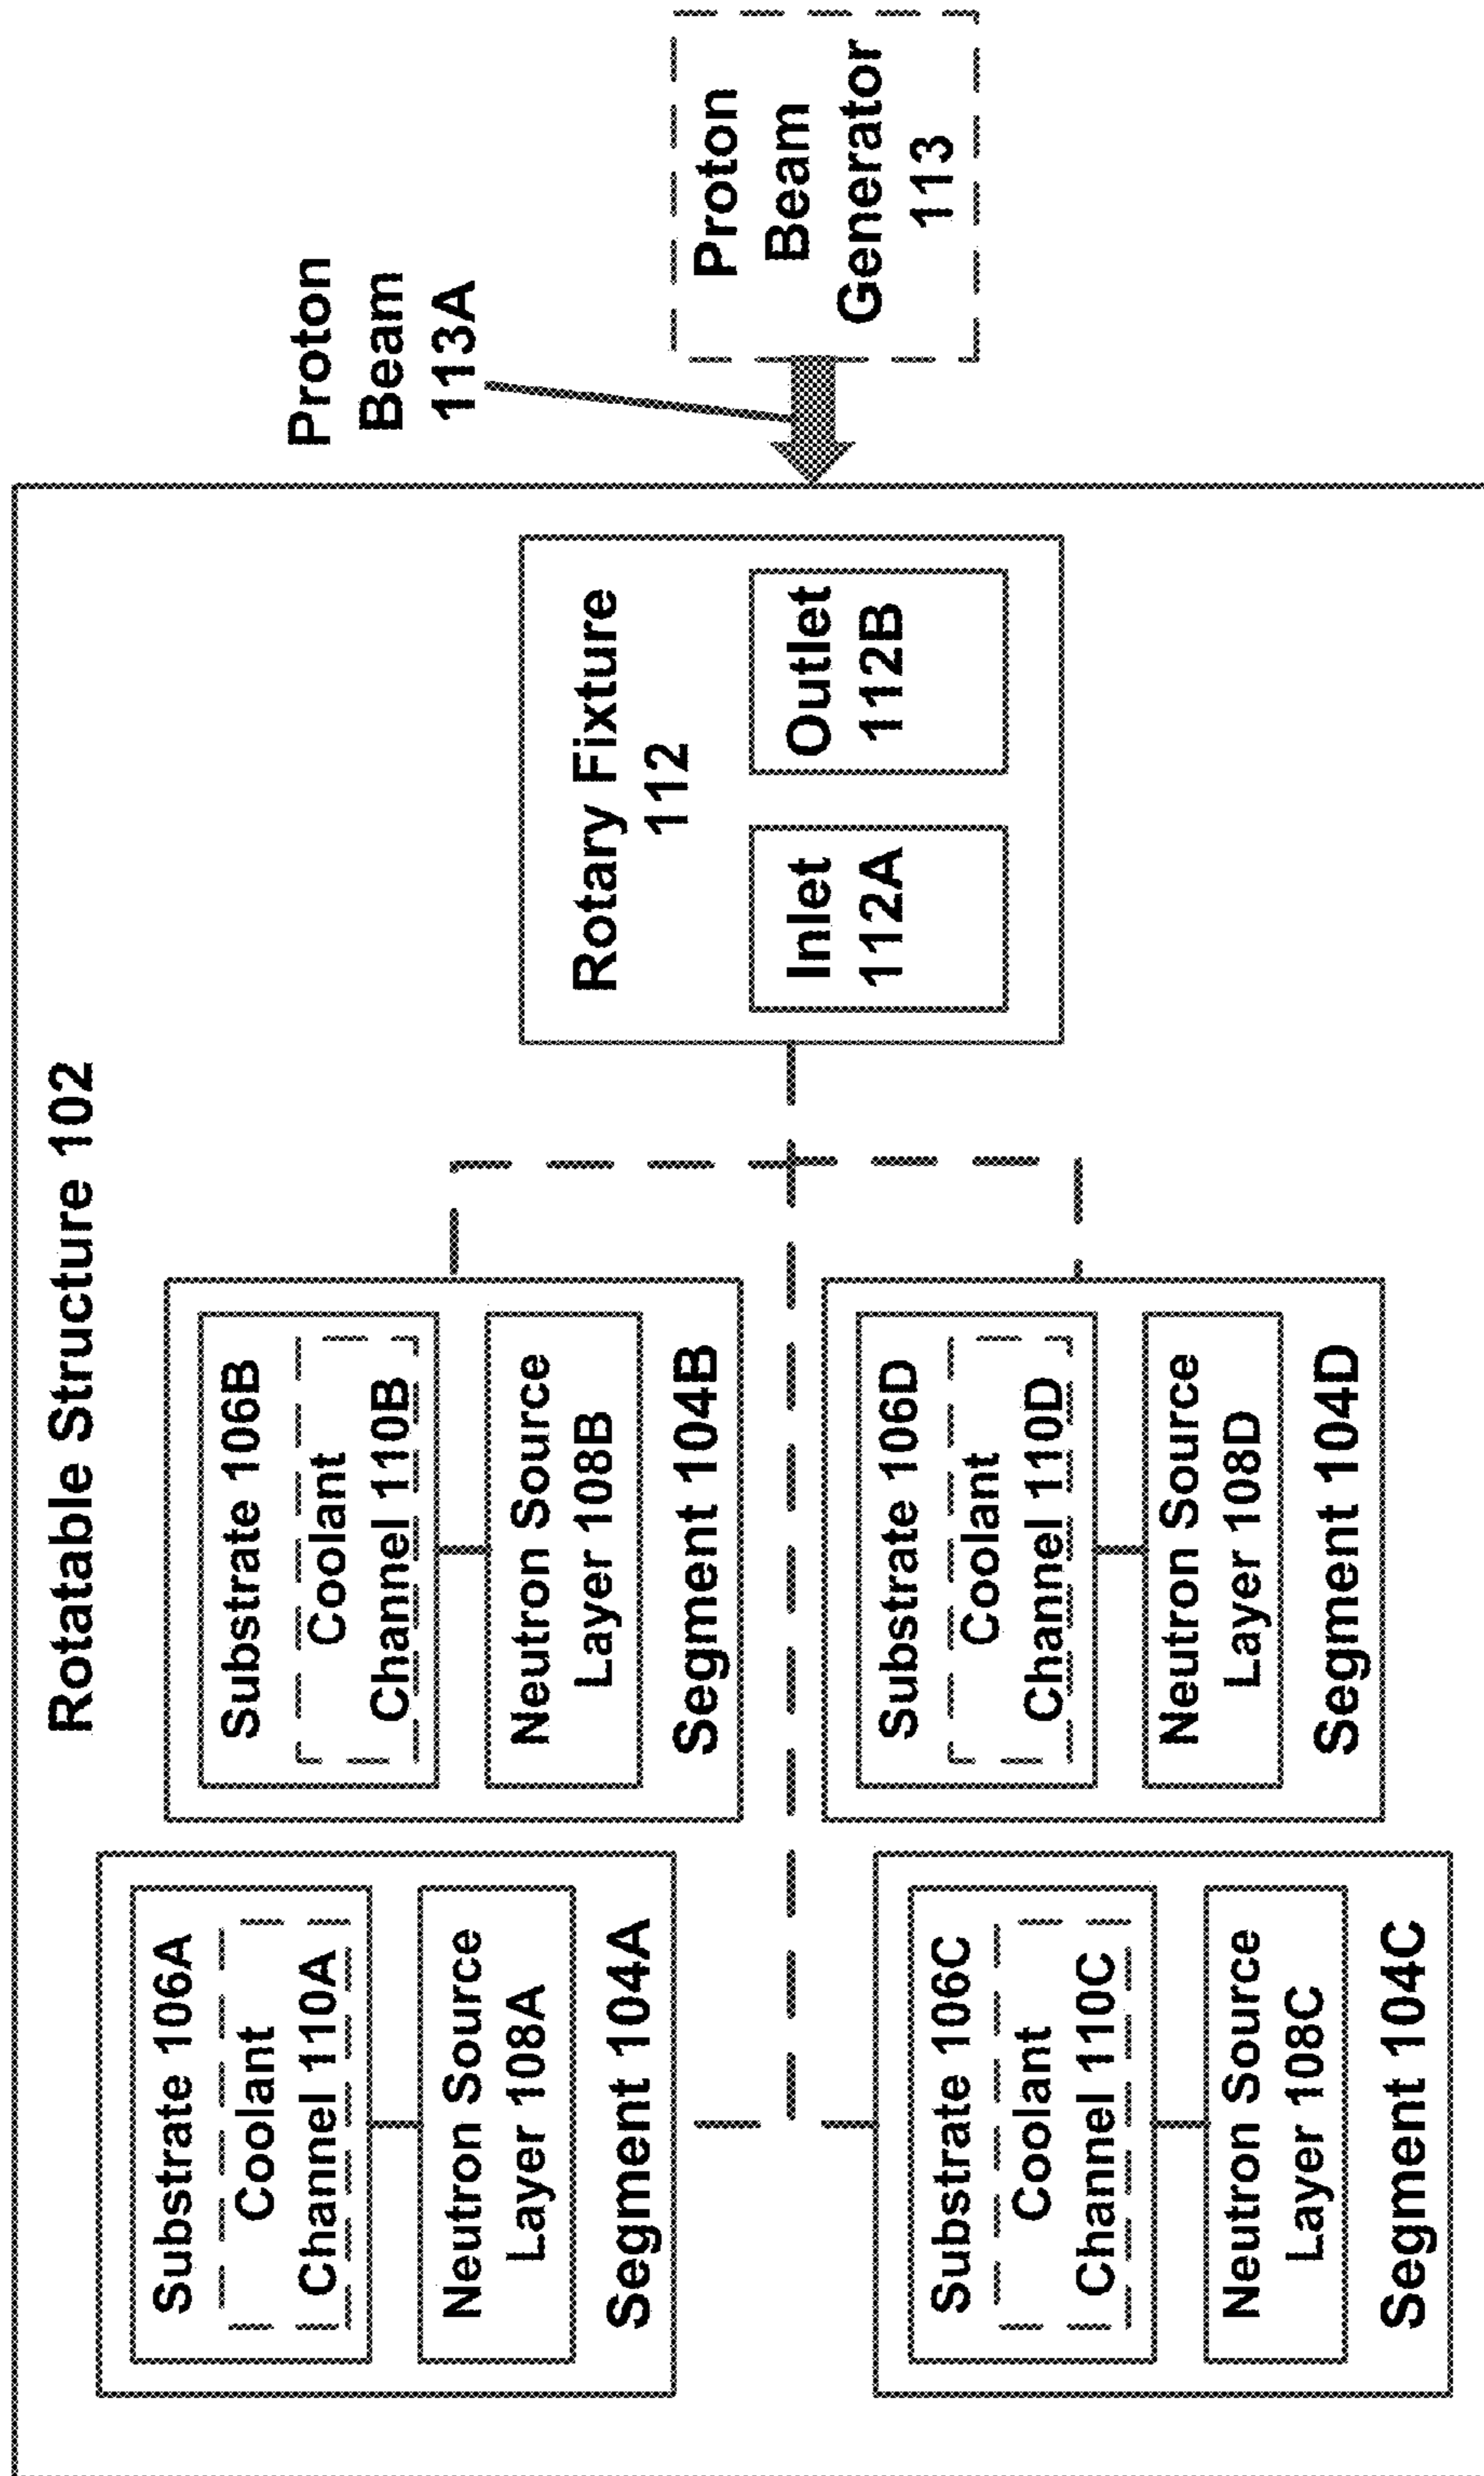 Rotatable Structure 102
Substrate 106A
Coolant
Channel 110A
Neutron Source
Layer 108A
Segment 104A
Substrate 106B
Coolant
Channel 110B
Neutron Source
Layer 108B
Segment 104B
Substrate 106C
Coolant
Channel 110C
Neutron Source
Layer 108C
Segment 104C
Substrate 106D
Coolant
Channel 110D
Neutron Source
Layer 108D
Segment 104D
Rotary Fixture
112
Inlet
112A
Outlet
112B
Proton
Beam
113A
Proton
Beam
Generator
113